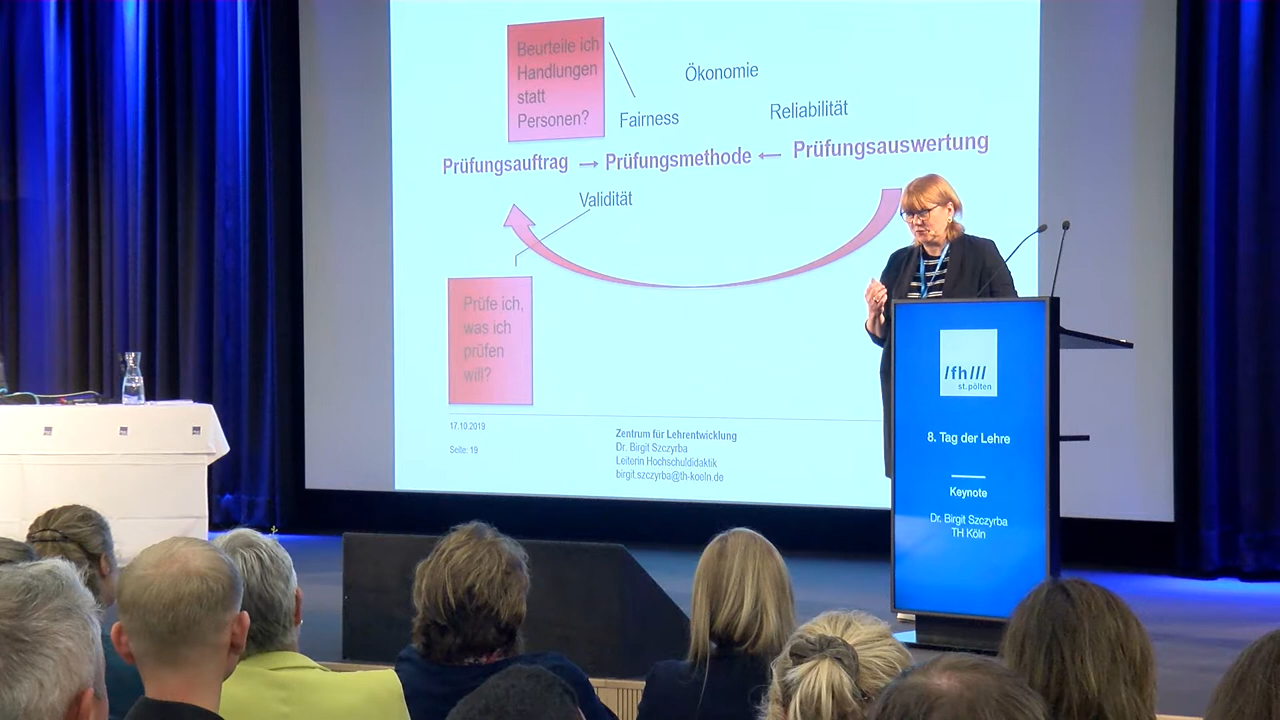 Beurteile ich
Handlungen
statt
Personen?
Ökonomie
Fairness
Reliabilität
Prüfungsauftrag → Prüfungsmethode ← Prüfungsauswertung
Validität
Prüfe ich,
was ich
prüfen
will?
17.10.2019
Seite: 19
Zentrum für Lehrentwicklung
Dr. Birgit Szczyrba
Leiterin Hochschuldidaktik
birgit.szczyrba@th-koeln.de
/fh///
st.pölten
8. Tag der Lehre
Keynote
Dr. Birgit Szczyrba
TH Köln